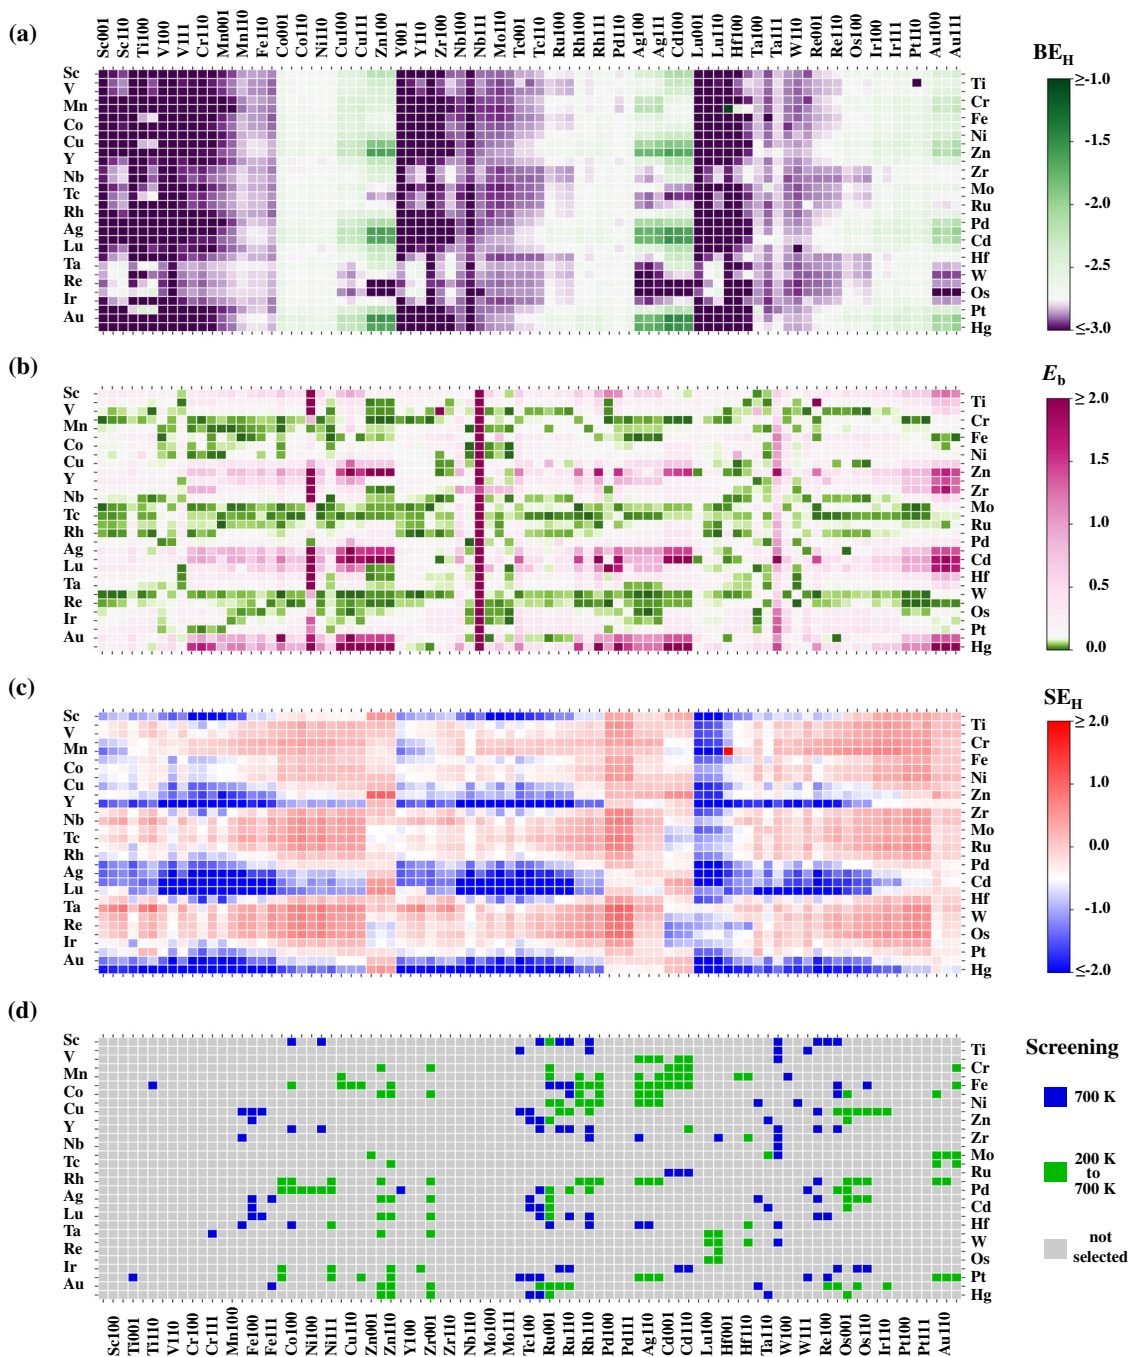 (a)
Sc001 Sc110 Ti100 V100 V111 Cr110 Mn001 Mn110 Fe110 Co001 Co110 Ni110 Cu100 Cu111 Zn100 Y001 Y110 Zr100 Nb100 Nb111 Mo110 Tc001 Tc110 Ru100 Rh100 Rh111 Pd110 Ag100 Ag111 Cd100 Lu001 Lu110 Hf100 Ta100 Ta111 W110 Re001 Re110 Os100 Ir100 Ir111 Pt110 Au100 Au111
BE_H
Sc
Ti
V
Cr
Mn
Fe
Co
Ni
Cu
Zn
Y
Zr
Nb
Mo
Tc
Ru
Rh
Pd
Ag
Cd
Lu
Hf
Ta
W
Re
Os
Ir
Pt
Au
Hg
≥-1.0
-1.5
-2.0
-2.5
≤-3.0
(b)
E_b
Sc
Ti
V
Cr
Mn
Fe
Co
Ni
Cu
Zn
Y
Zr
Nb
Mo
Tc
Ru
Rh
Pd
Ag
Cd
Lu
Hf
Ta
W
Re
Os
Ir
Pt
Au
Hg
≥ 2.0
1.5
1.0
0.5
0.0
(c)
SE_H
Sc
Ti
V
Cr
Mn
Fe
Co
Ni
Cu
Zn
Y
Zr
Nb
Mo
Tc
Ru
Rh
Pd
Ag
Cd
Lu
Hf
Ta
W
Re
Os
Ir
Pt
Au
Hg
≥ 2.0
1.0
0.0
-1.0
≤-2.0
(d)
Screening
Sc
Ti
V
Cr
Mn
Fe
Co
Ni
Cu
Zn
Y
Zr
Nb
Mo
Tc
Ru
Rh
Pd
Ag
Cd
Lu
Hf
Ta
W
Re
Os
Ir
Pt
Au
Hg
700 K
200 K
to
700 K
not
selected
Sc100 Ti001 Ti110 V110 Cr100 Cr111 Mn100 Fe100 Fe111 Co100 Ni100 Ni111 Cu110 Zn001 Zn110 Y100 Zr001 Zr110 Nb110 Mo100 Mo111 Tc100 Ru001 Ru110 Rh110 Pd100 Pd111 Ag110 Cd001 Cd110 Lu100 Hf001 Hf110 Ta110 W100 W111 Re100 Os001 Os110 Ir110 Pt100 Pt111 Au110